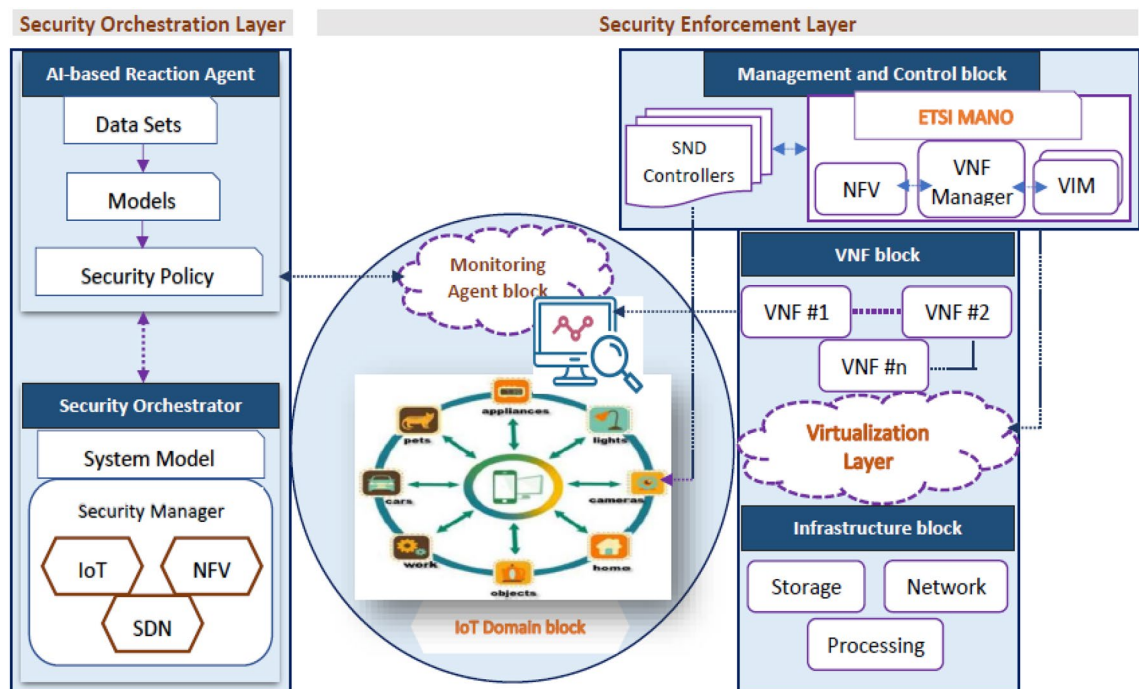 Security Orchestration Layer
Security Enforcement Layer
AI-based Reaction Agent
Data Sets
Models
Security Policy
Security Orchestrator
System Model
Security Manager
IoT
NFV
SDN
Monitoring
Agent block
appliances
pets
lights
cars
cameras
work
home
objects
IoT Domain block
Management and Control block
SND
Controllers
ETSI MANO
NFV
VNF
Manager
VIM
VNF block
VNF #1
VNF #2
VNF #n
Virtualization
Layer
Infrastructure block
Storage
Network
Processing